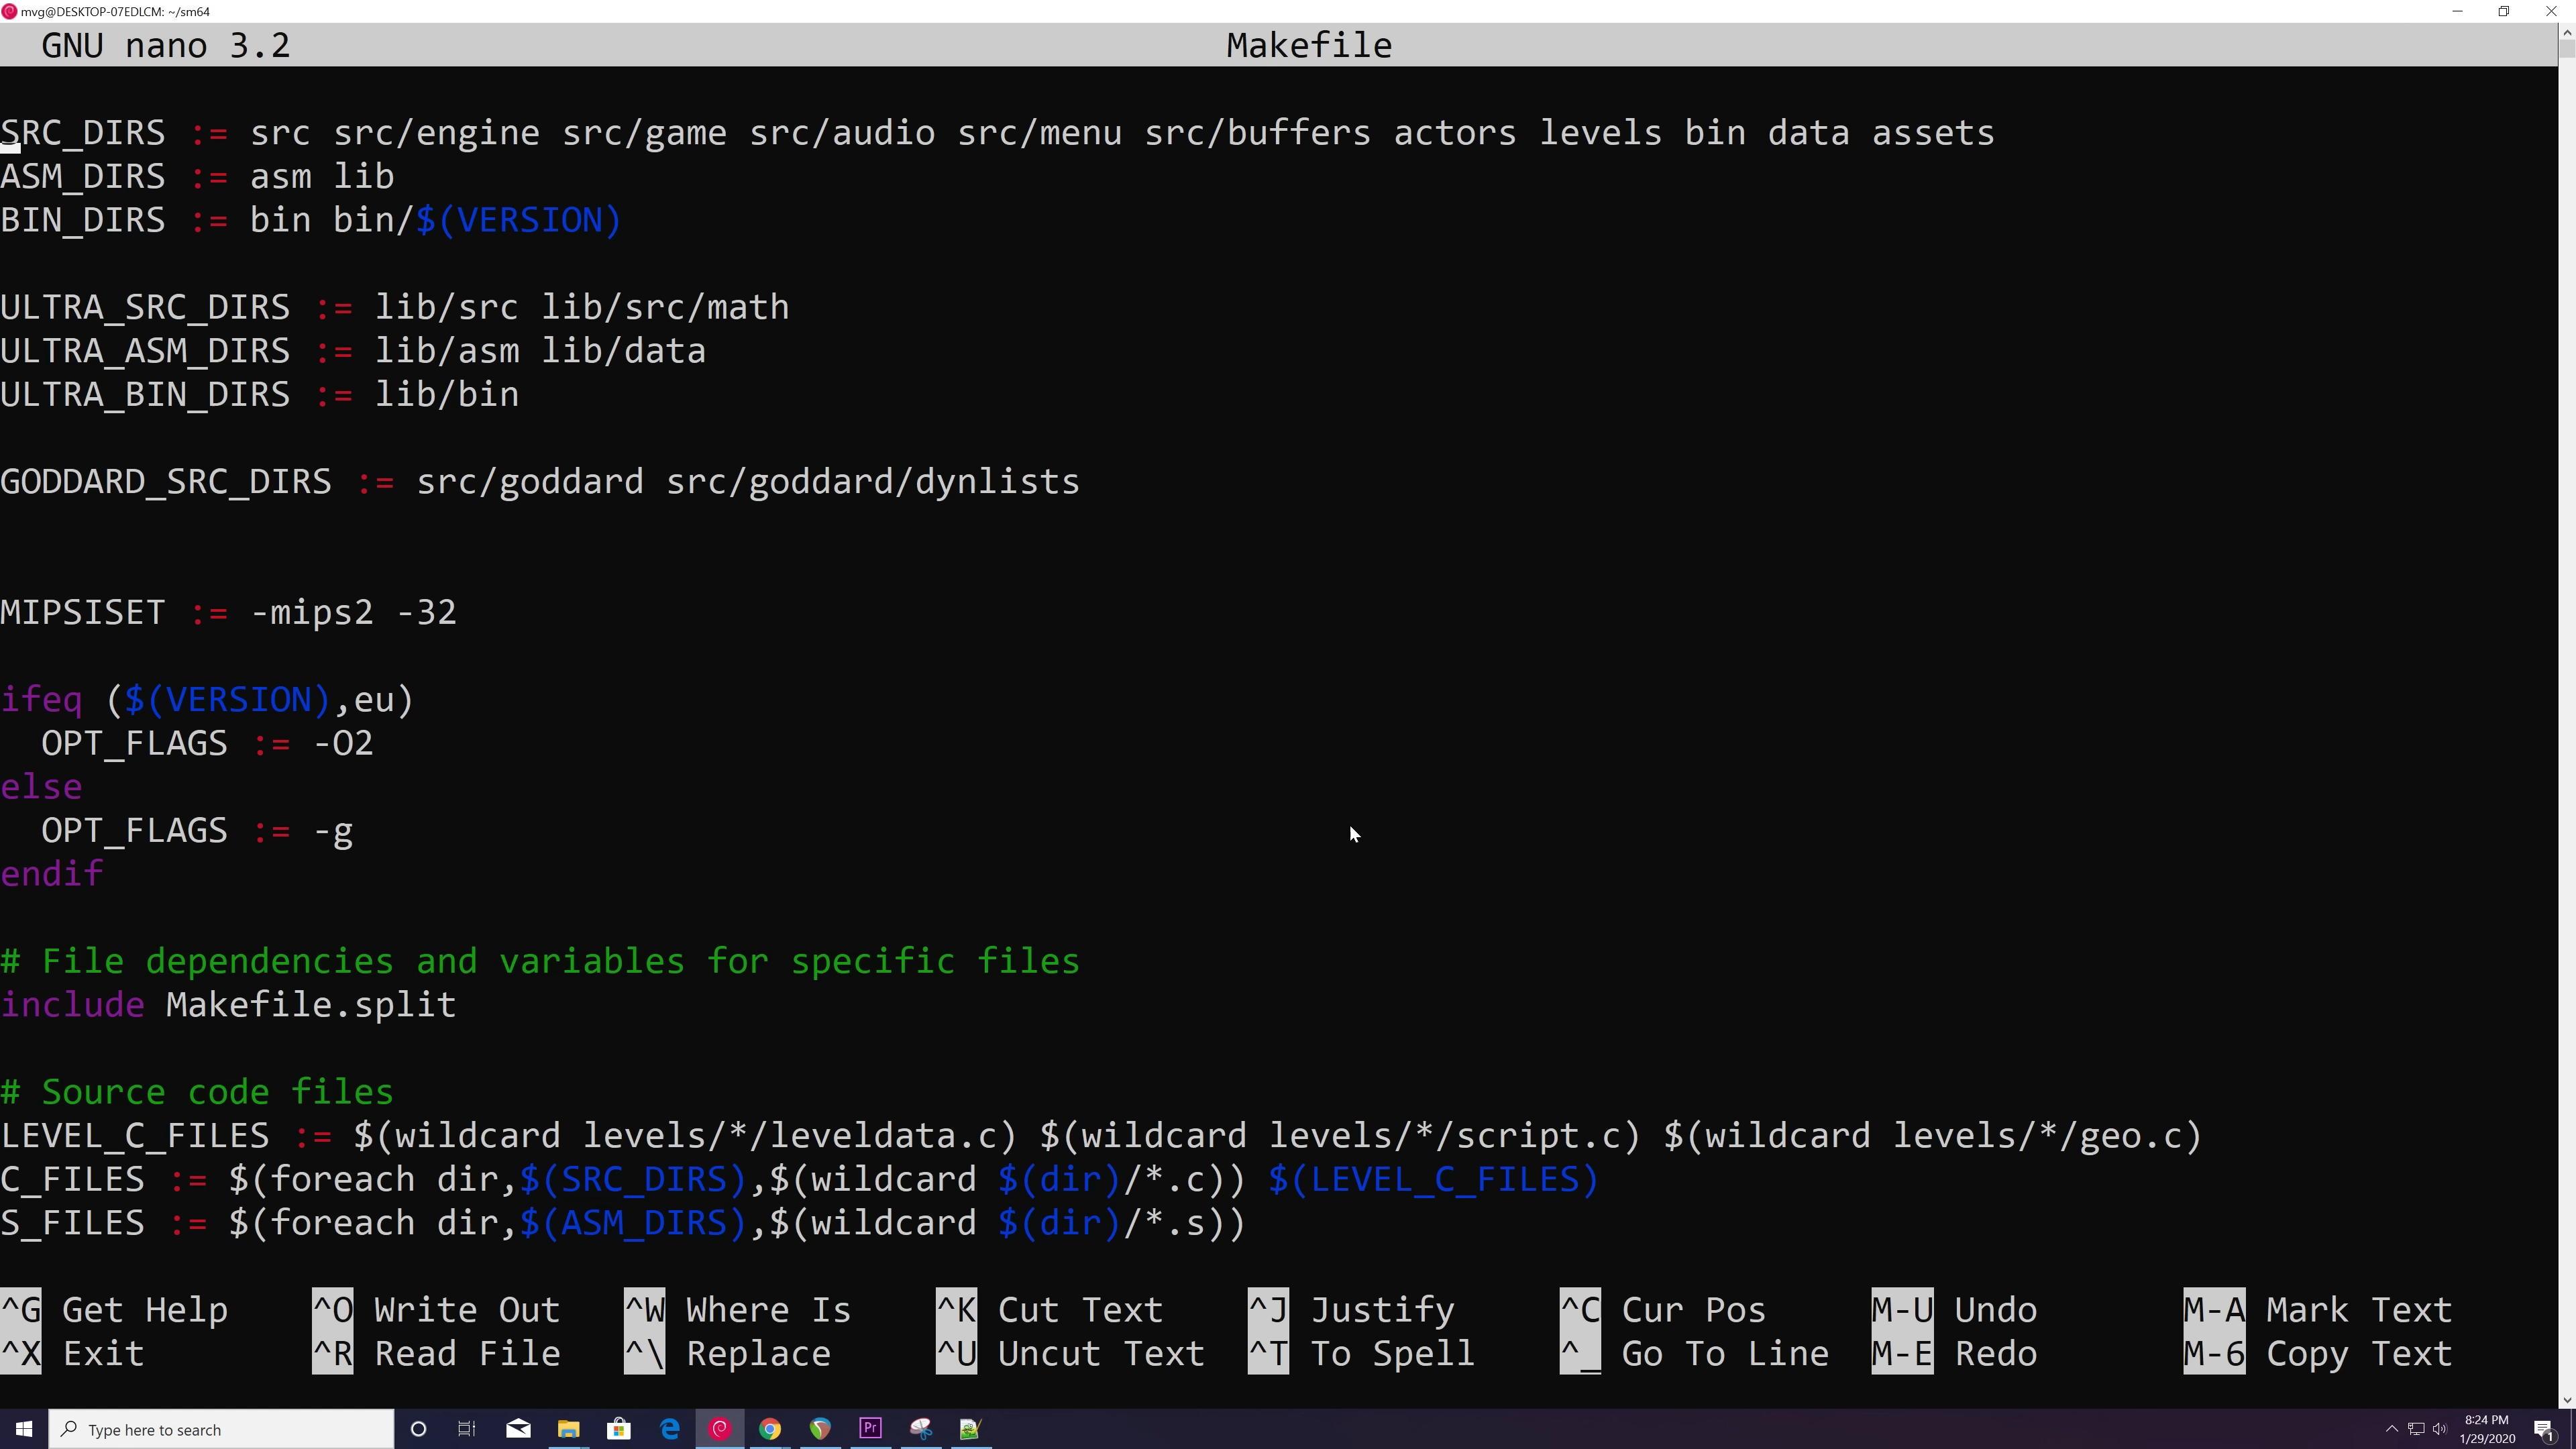 mvg@DESKTOP-07EDLCM: ~/sm64
GNU nano 3.2 Makefile
SRC_DIRS := src src/engine src/game src/audio src/menu src/buffers actors levels bin data assets
ASM_DIRS := asm lib
BIN_DIRS := bin bin/$(VERSION)
ULTRA_SRC_DIRS := lib/src lib/src/math
ULTRA_ASM_DIRS := lib/asm lib/data
ULTRA_BIN_DIRS := lib/bin
GODDARD_SRC_DIRS := src/goddard src/goddard/dynlists
MIPSISET := -mips2 -32
ifeq ($(VERSION),eu)
  OPT_FLAGS := -O2
else
  OPT_FLAGS := -g
endif
# File dependencies and variables for specific files
include Makefile.split
# Source code files
LEVEL_C_FILES := $(wildcard levels/*/leveldata.c) $(wildcard levels/*/script.c) $(wildcard levels/*/geo.c)
C_FILES := $(foreach dir,$(SRC_DIRS),$(wildcard $(dir)/*.c)) $(LEVEL_C_FILES)
S_FILES := $(foreach dir,$(ASM_DIRS),$(wildcard $(dir)/*.s))
^G Get Help ^O Write Out ^W Where Is ^K Cut Text ^J Justify ^C Cur Pos M-U Undo M-A Mark Text
^X Exit ^R Read File ^\ Replace ^U Uncut Text ^T To Spell ^_ Go To Line M-E Redo M-6 Copy Text
Type here to search
Pr
8:24 PM
1/29/2020
1